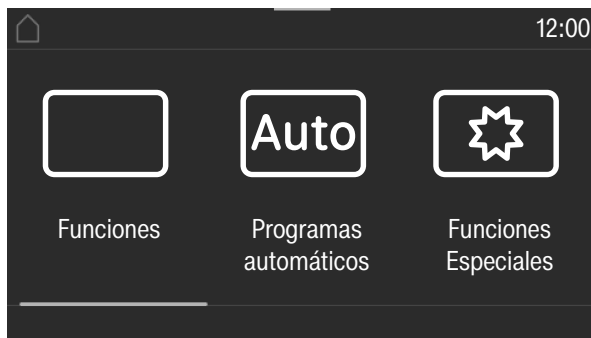 12:00
Auto
Funciones
Programas
automáticos
Funciones
Especiales